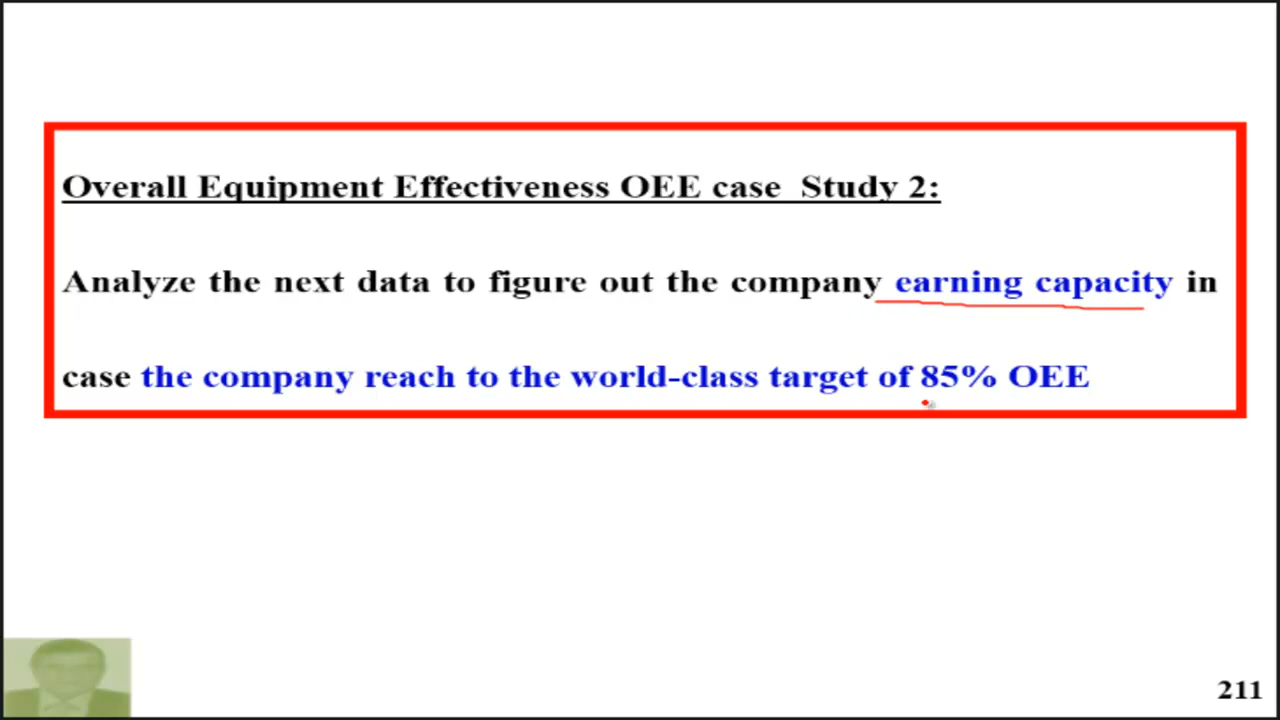 Overall Equipment Effectiveness OEE case Study 2:
Analyze the next data to figure out the company earning capacity in
case the company reach to the world-class target of 85% OEE
211